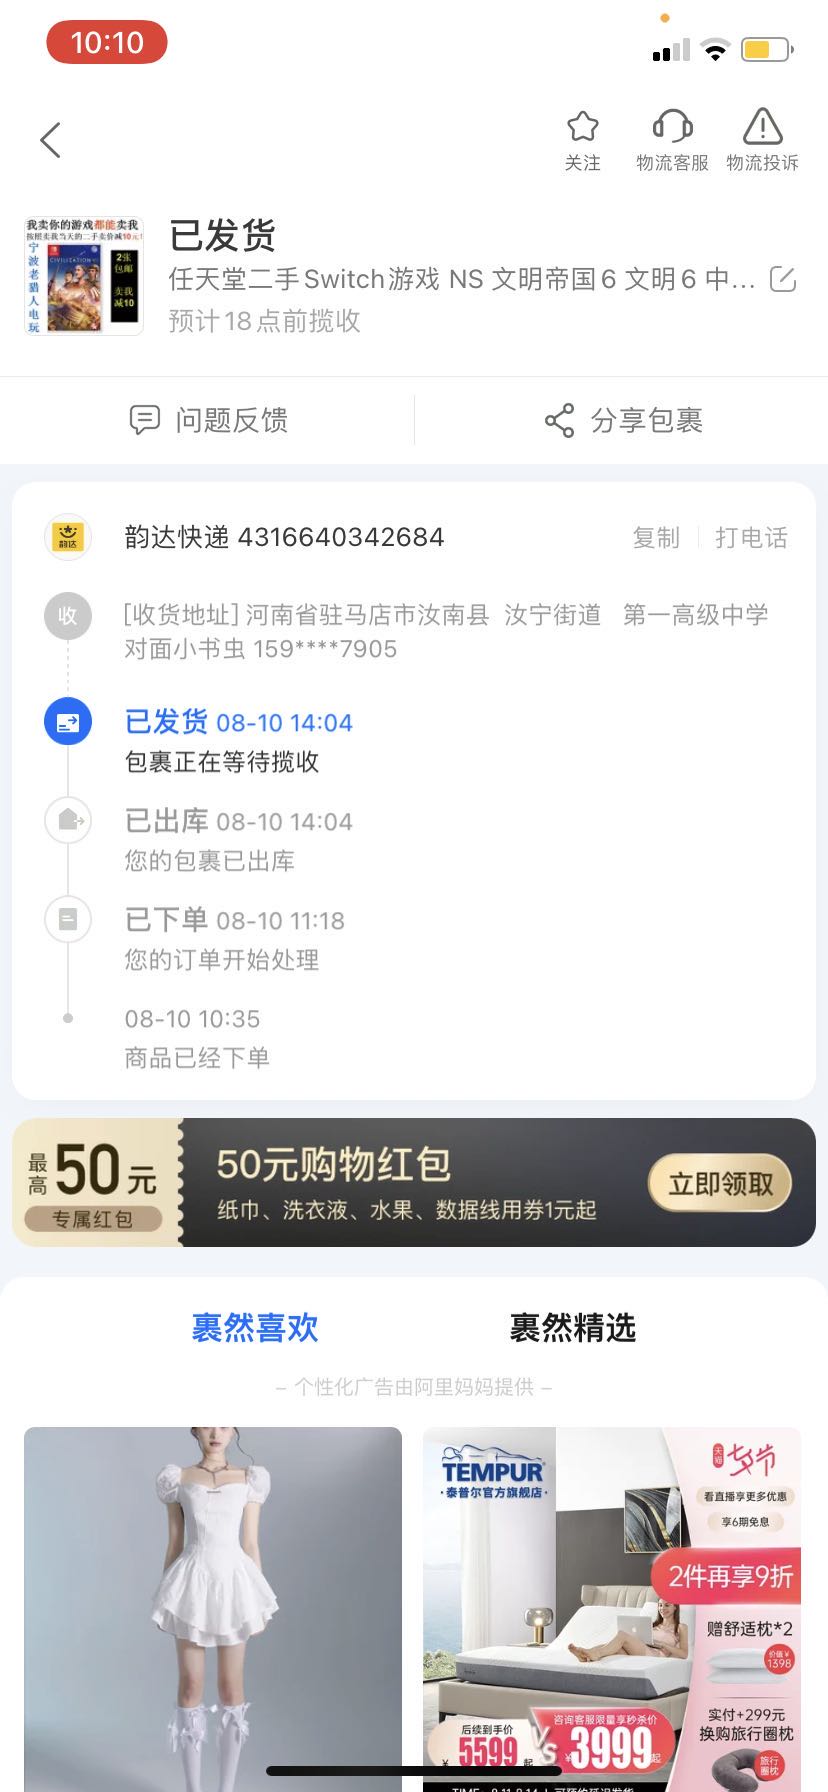 10:10
关注
物流客服
物流投诉
我卖你的游戏都能卖我
按照卖我当天的二手卖价减10元!
宁波老猎人电玩
CIVILIZATION VI
2张
包邮
卖我
减10
已发货
任天堂二手Switch游戏 NS 文明帝国6 文明6 中...
预计18点前揽收
问题反馈
分享包裹
韵达
韵达快递 4316640342684
复制
打电话
收
[收货地址] 河南省驻马店市汝南县 汝宁街道 第一高级中学
对面小书虫 159****7905
已发货 08-10 14:04
包裹正在等待揽收
已出库 08-10 14:04
您的包裹已出库
已下单 08-10 11:18
您的订单开始处理
08-10 10:35
商品已经下单
最高50元
专属红包
50元购物红包
纸巾、洗衣液、水果、数据线用券1元起
立即领取
裹然喜欢
裹然精选
– 个性化广告由阿里妈妈提供 –
TEMPUR
·泰普尔官方旗舰店·
天猫
七夕节
看直播享更多优惠
享6期免息
2件再享9折
赠舒适枕*2
价值¥
1398
实付+299元
换购旅行圈枕
旅行
圈枕
后续到手价
¥5599起
VS
咨询客服限量享秒杀价
¥3999起